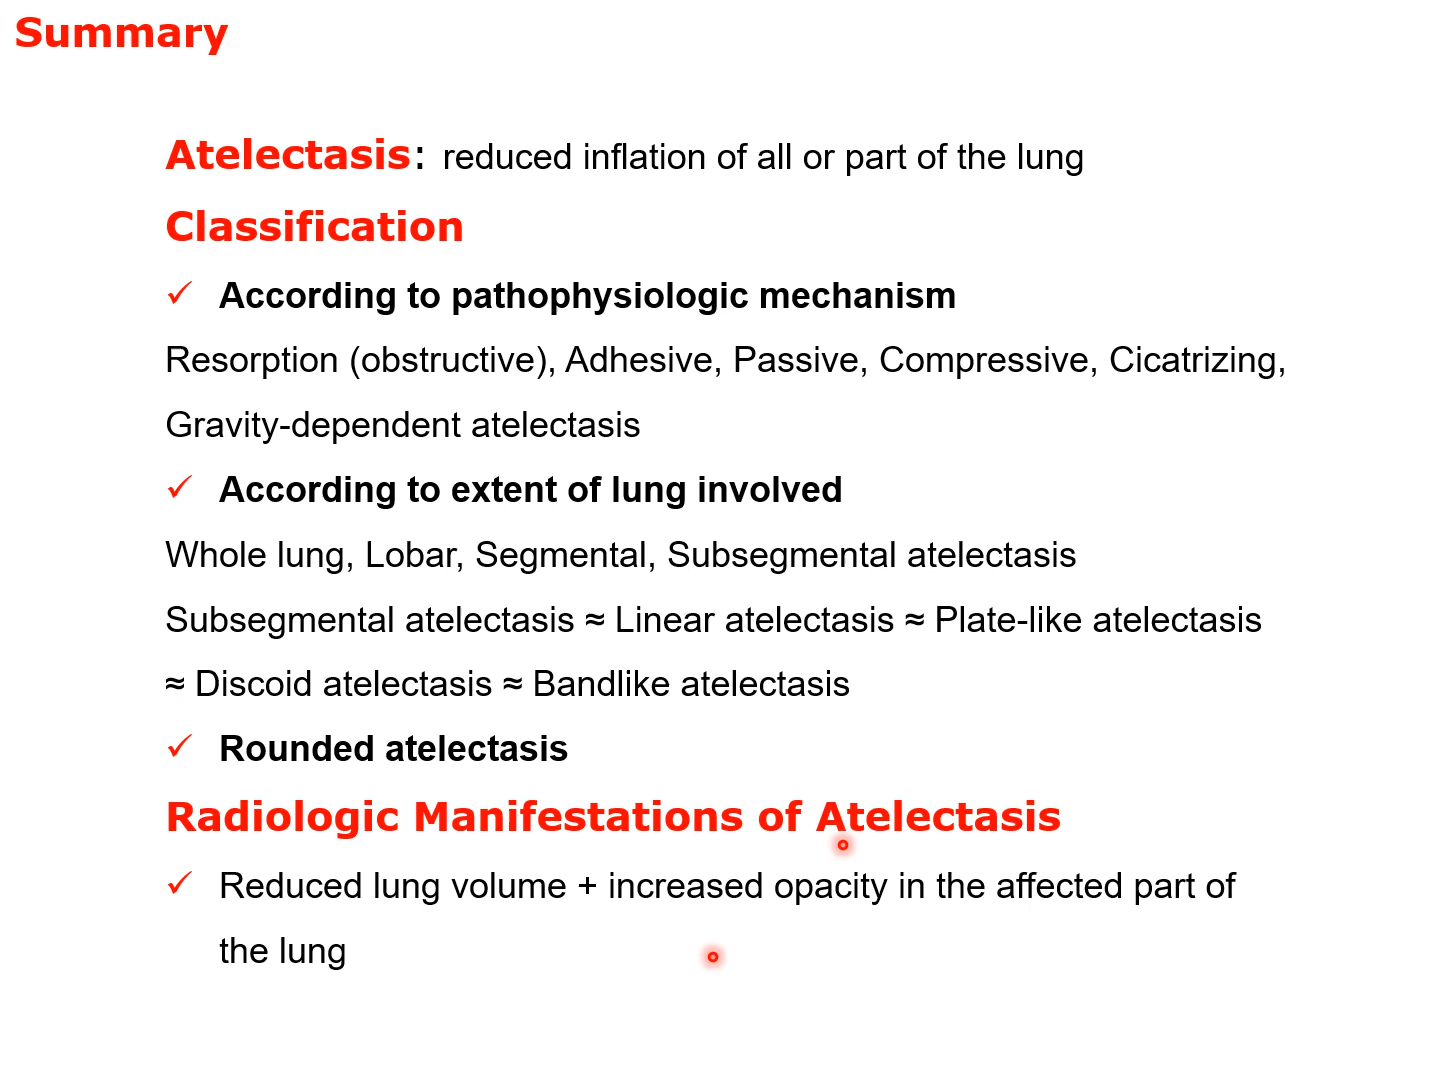 Summary
Atelectasis: reduced inflation of all or part of the lung
Classification
✓ According to pathophysiologic mechanism
Resorption (obstructive), Adhesive, Passive, Compressive, Cicatrizing,
Gravity-dependent atelectasis
✓ According to extent of lung involved
Whole lung, Lobar, Segmental, Subsegmental atelectasis
Subsegmental atelectasis ≈ Linear atelectasis ≈ Plate-like atelectasis
≈ Discoid atelectasis ≈ Bandlike atelectasis
✓ Rounded atelectasis
Radiologic Manifestations of Atelectasis
✓ Reduced lung volume + increased opacity in the affected part of
the lung